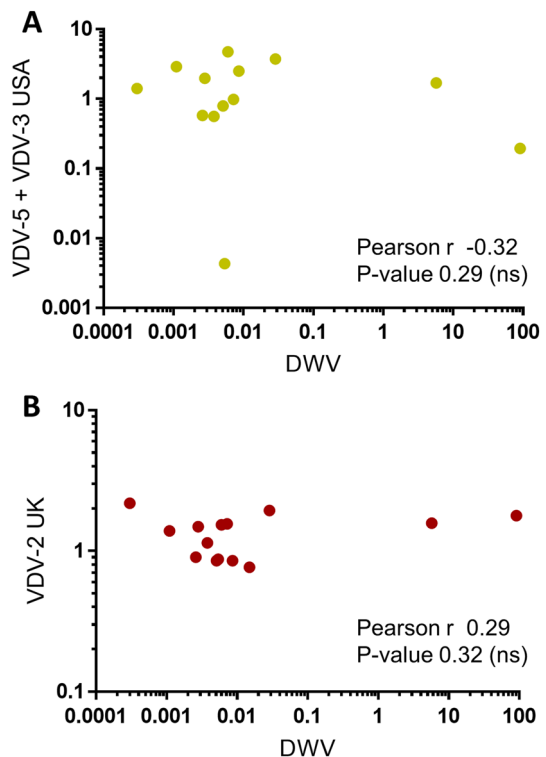 A
10
1
0.1
0.01
0.001
VDV-5 + VDV-3 USA
Pearson r -0.32
P-value 0.29 (ns)
0.0001 0.001 0.01 0.1 1 10 100
DWV
B
10
1
0.1
VDV-2 UK
Pearson r 0.29
P-value 0.32 (ns)
0.0001 0.001 0.01 0.1 1 10 100
DWV